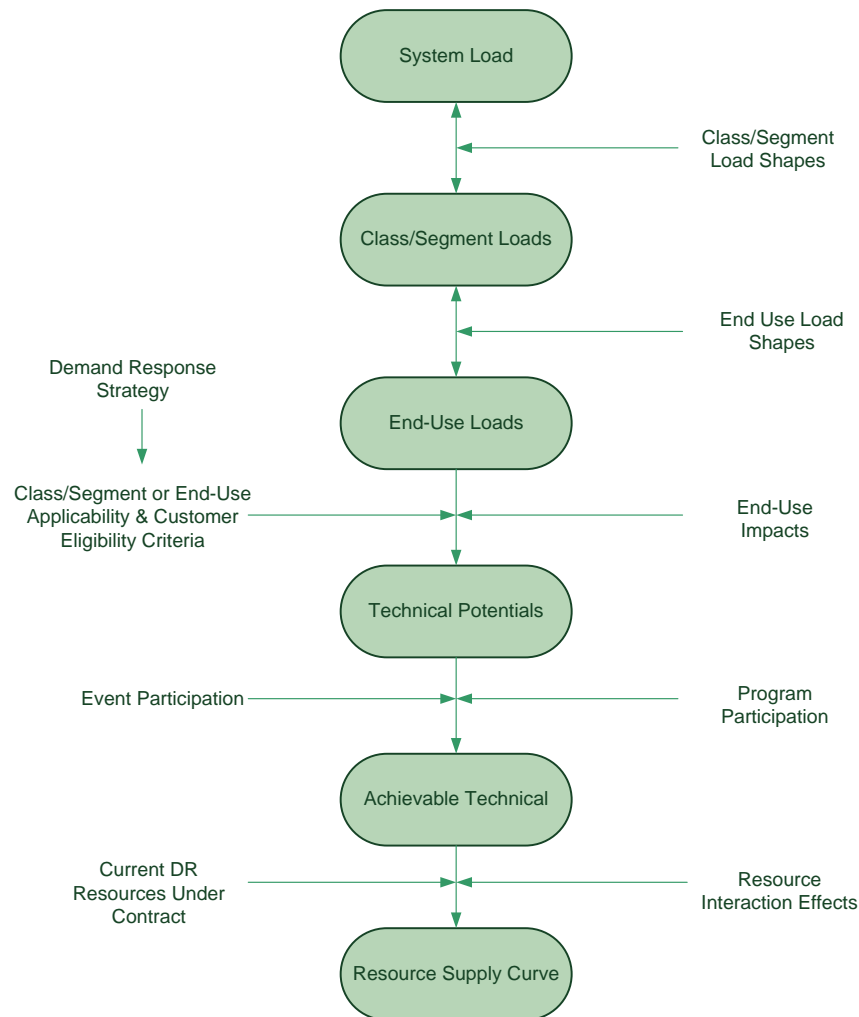 System Load
Class/Segment
Load Shapes
Class/Segment Loads
End Use Load
Shapes
Demand Response
Strategy
End-Use Loads
Class/Segment or End-Use
Applicability & Customer
Eligibility Criteria
End-Use
Impacts
Technical Potentials
Event Participation
Program
Participation
Achievable Technical
Current DR
Resources Under
Contract
Resource
Interaction Effects
Resource Supply Curve